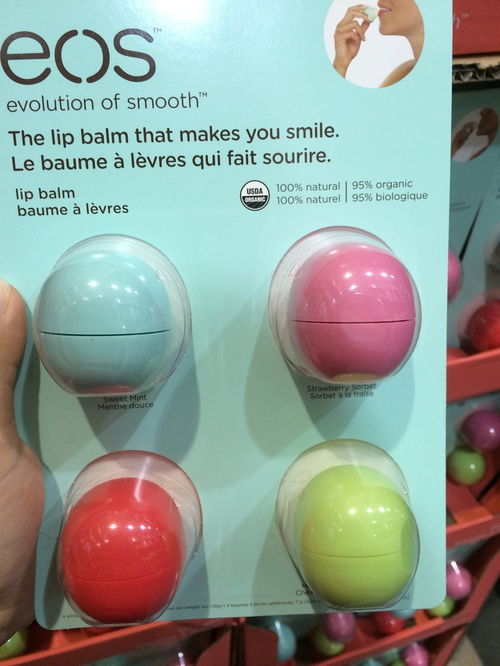 eos™
evolution of smooth™
The lip balm that makes you smile.
Le baume à lèvres qui fait sourire.
lip balm
baume à lèvres
USDA
ORGANIC
100% natural
100% naturel
95% organic
95% biologique
Sweet Mint
Menthe douce
Strawberry Sorbet
Sorbet à la fraise